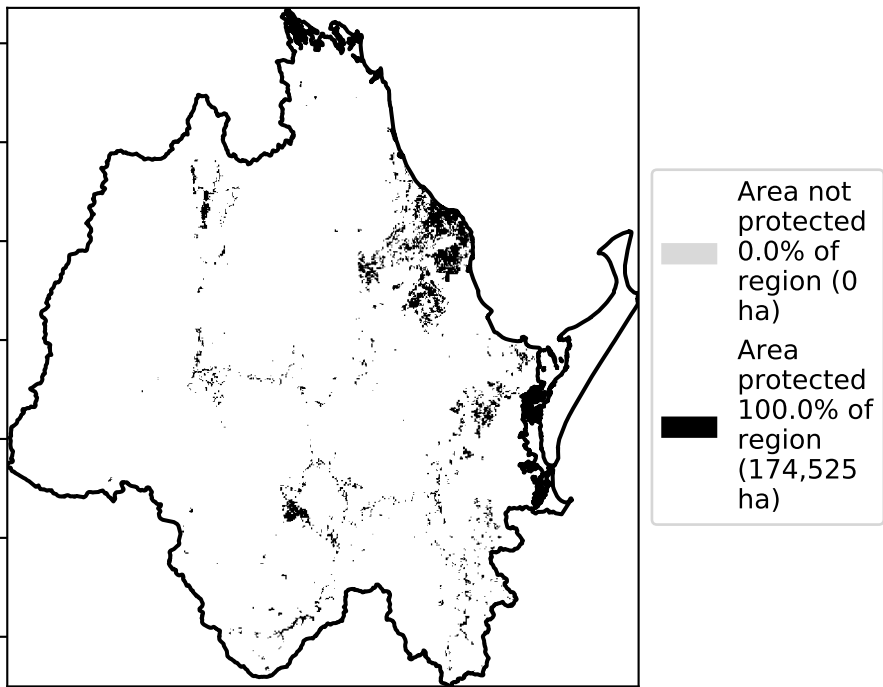 Area not
protected
0.0% of
region (0
ha)
Area
protected
100.0% of
region
(174,525
ha)